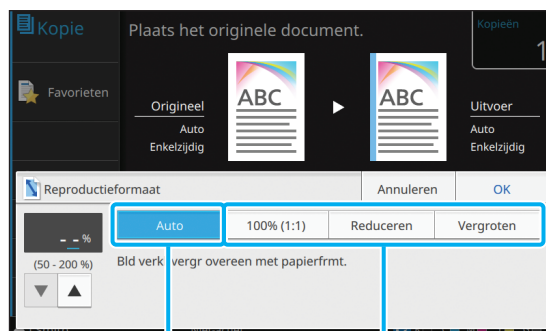 Kopie
Plaats het originele document.
Kopieën
1
Favorieten
Origineel
ABC
ABC
Uitvoer
Auto
Enkelzijdig
Auto
Enkelzijdig
Reproductieformaat
Annuleren
OK
- - %
Auto
100% (1:1)
Reduceren
Vergroten
(50 - 200 %)
Bld verk vergr overeen met papierfrmt.